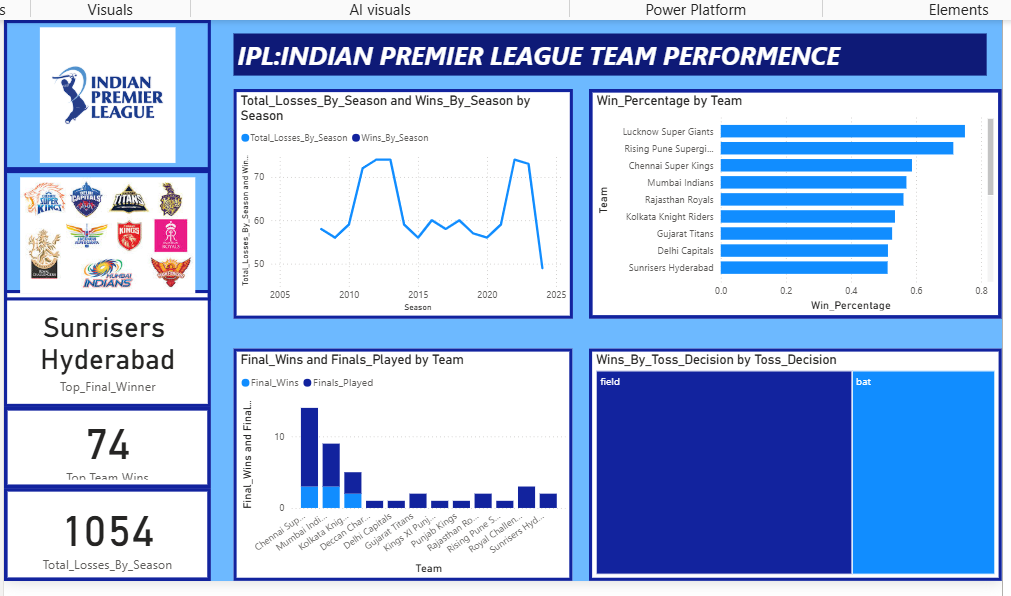 Visuals
AI visuals
Power Platform
Elements
INDIAN
PREMIER
LEAGUE
IPL:INDIAN PREMIER LEAGUE TEAM PERFORMENCE
TITANS
CAPITALS
KINGS
MUMBAI
INDIANS
Sunrisers
Hyderabad
Top_Final_Winner
74
Top Team Wins
1054
Total_Losses_By_Season
Total_Losses_By_Season and Wins_By_Season by
Season
Total_Losses_By_Season Wins_By_Season
Total_Losses_By_Season and Win...
70
60
50
2005 2010 2015 2020 2025
Season
Win_Percentage by Team
Team
Lucknow Super Giants
Rising Pune Supergi...
Chennai Super Kings
Mumbai Indians
Rajasthan Royals
Kolkata Knight Riders
Gujarat Titans
Delhi Capitals
Sunrisers Hyderabad
0.0 0.2 0.4 0.6 0.8
Win_Percentage
Final_Wins and Finals_Played by Team
Final_Wins Finals_Played
Final_Wins and Final...
10
0
Chennai Sup...
Mumbai Indi...
Kolkata Knig...
Deccan Char...
Delhi Capitals
Gujarat Titans
Kings XI Punj...
Punjab Kings
Rajasthan Ro...
Rising Pune S...
Royal Challen...
Sunrisers Hyd...
Team
Wins_By_Toss_Decision by Toss_Decision
field
bat